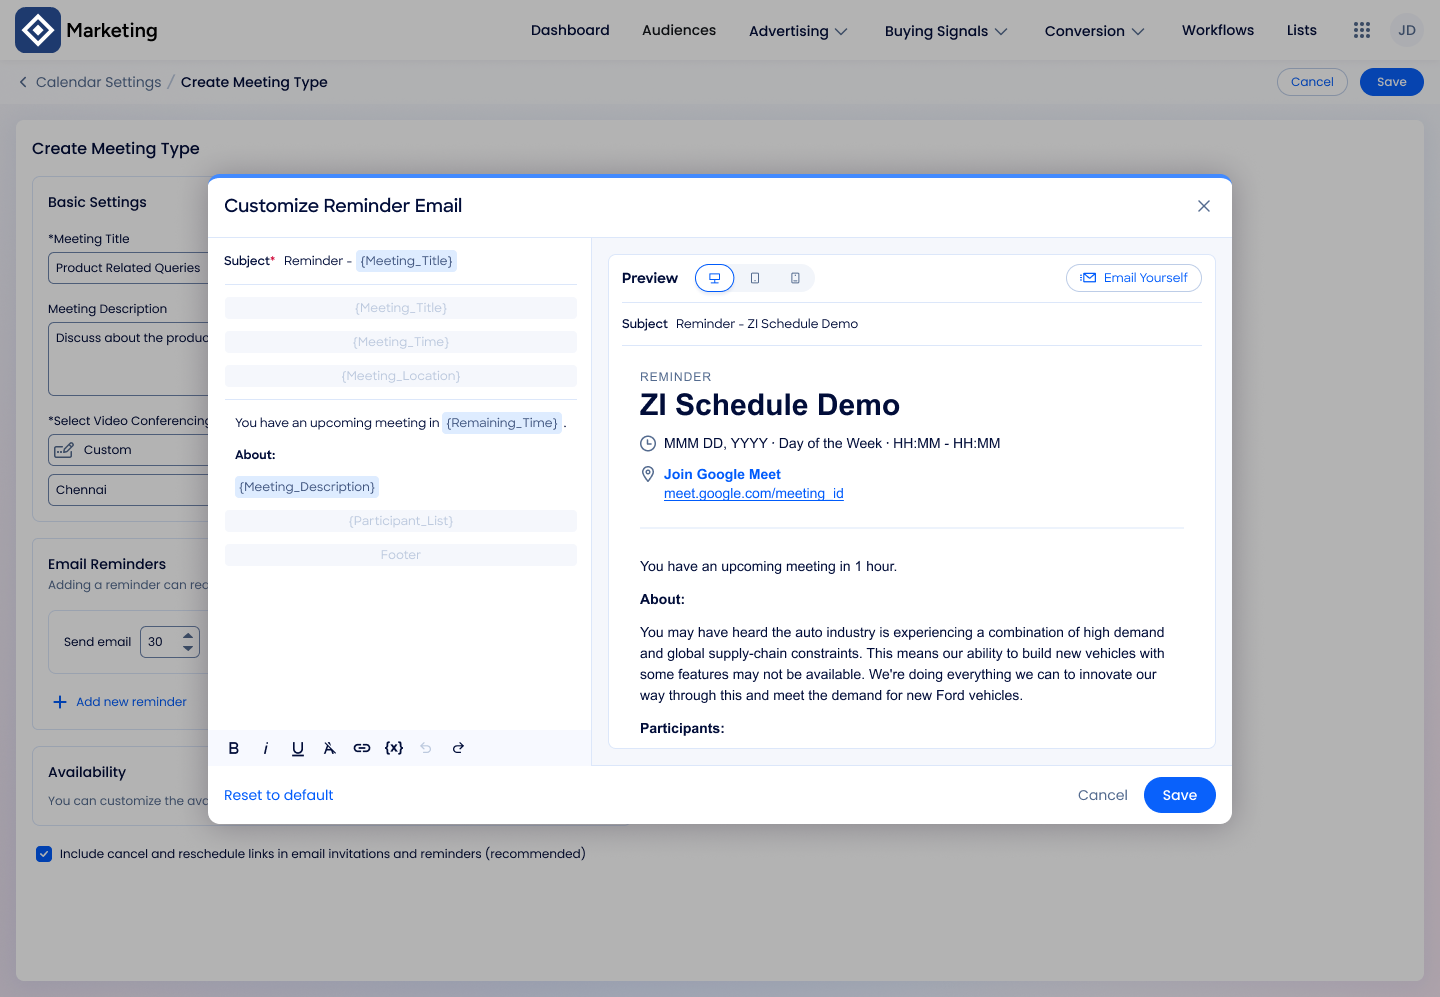 Marketing
Dashboard
Audiences
Advertising
Buying Signals
Conversion
Workflows
Lists
JD
Calendar Settings / Create Meeting Type
Cancel
Save
Create Meeting Type
Basic Settings
*Meeting Title
Product Related Queries
Meeting Description
Discuss about the produc
*Select Video Conferencing
Custom
Chennai
Email Reminders
Adding a reminder can rec
Send email 30
Add new reminder
Availability
You can customize the avo
Include cancel and reschedule links in email invitations and reminders (recommended)
Customize Reminder Email
Subject* Reminder - {Meeting_Title}
{Meeting_Title}
{Meeting_Time}
{Meeting_Location}
You have an upcoming meeting in {Remaining_Time} .
About:
{Meeting_Description}
{Participant_List}
Footer
B i U A {x}
Reset to default
Preview
Email Yourself
Subject Reminder - ZI Schedule Demo
REMINDER
ZI Schedule Demo
MMM DD, YYYY · Day of the Week · HH:MM - HH:MM
Join Google Meet
meet.google.com/meeting_id
You have an upcoming meeting in 1 hour.
About:
You may have heard the auto industry is experiencing a combination of high demand
and global supply-chain constraints. This means our ability to build new vehicles with
some features may not be available. We're doing everything we can to innovate our
way through this and meet the demand for new Ford vehicles.
Participants:
Cancel
Save